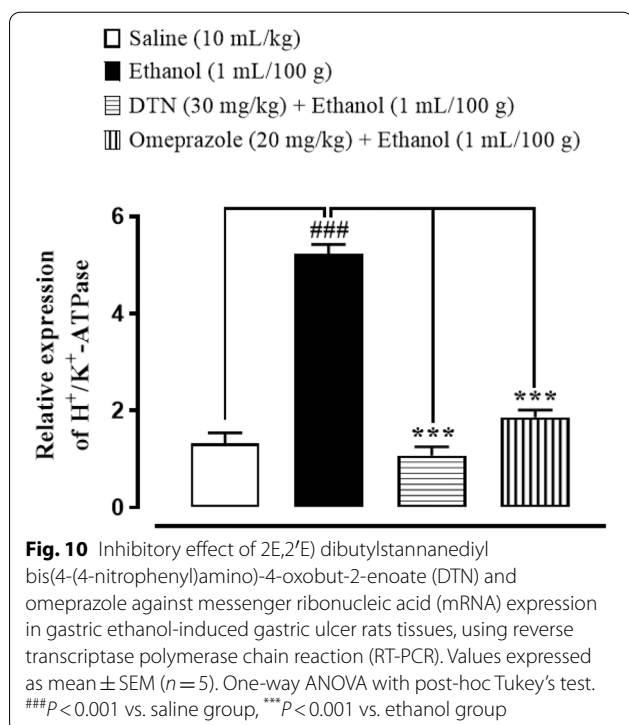 Saline (10 mL/kg)
Ethanol (1 mL/100 g)
DTN (30 mg/kg) + Ethanol (1 mL/100 g)
Omeprazole (20 mg/kg) + Ethanol (1 mL/100 g)
Relative expression
of H⁺/K⁺-ATPase
6
4
2
0
###
***
***
Fig. 10 Inhibitory effect of 2E,2′E) dibutylstannanediyl
bis(4-(4-nitrophenyl)amino)-4-oxobut-2-enoate (DTN) and
omeprazole against messenger ribonucleic acid (mRNA) expression
in gastric ethanol-induced gastric ulcer rats tissues, using reverse
transcriptase polymerase chain reaction (RT-PCR). Values expressed
as mean ± SEM (n = 5). One-way ANOVA with post-hoc Tukey's test.
###P < 0.001 vs. saline group, ***P < 0.001 vs. ethanol group